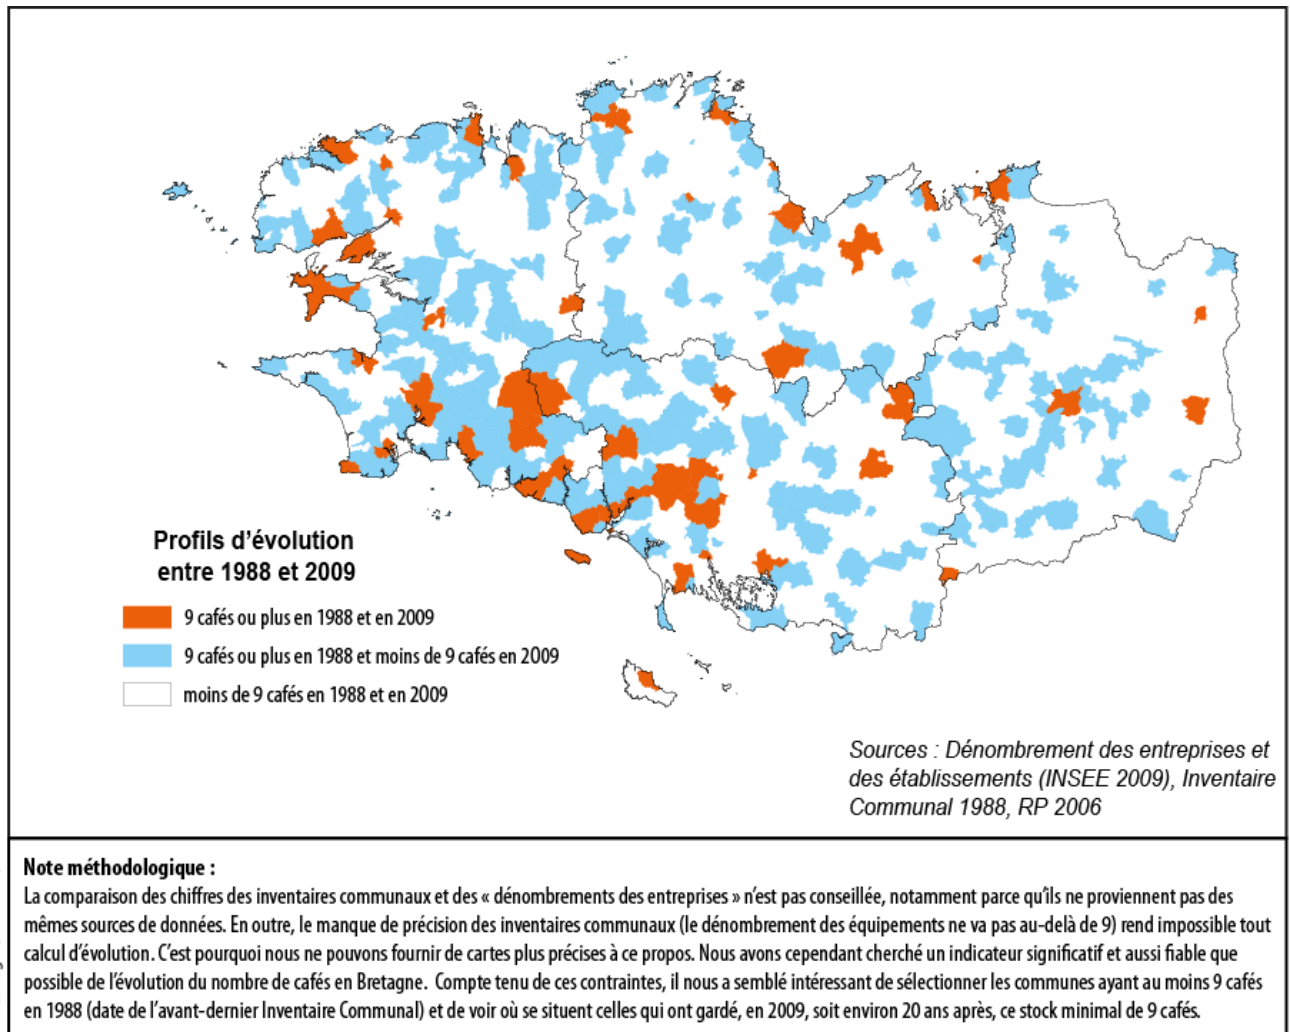 Profils d’évolution
entre 1988 et 2009
9 cafés ou plus en 1988 et en 2009
9 cafés ou plus en 1988 et moins de 9 cafés en 2009
moins de 9 cafés en 1988 et en 2009
Sources : Dénombrement des entreprises et
des établissements (INSEE 2009), Inventaire
Communal 1988, RP 2006
Note méthodologique :
La comparaison des chiffres des inventaires communaux et des « dénombrements des entreprises » n’est pas conseillée, notamment parce qu’ils ne proviennent pas des
mêmes sources de données. En outre, le manque de précision des inventaires communaux (le dénombrement des équipements ne va pas au-delà de 9) rend impossible tout
calcul d’évolution. C’est pourquoi nous ne pouvons fournir de cartes plus précises à ce propos. Nous avons cependant cherché un indicateur significatif et aussi fiable que
possible de l’évolution du nombre de cafés en Bretagne. Compte tenu de ces contraintes, il nous a semblé intéressant de sélectionner les communes ayant au moins 9 cafés
en 1988 (date de l’avant-dernier Inventaire Communal) et de voir où se situent celles qui ont gardé, en 2009, soit environ 20 ans après, ce stock minimal de 9 cafés.